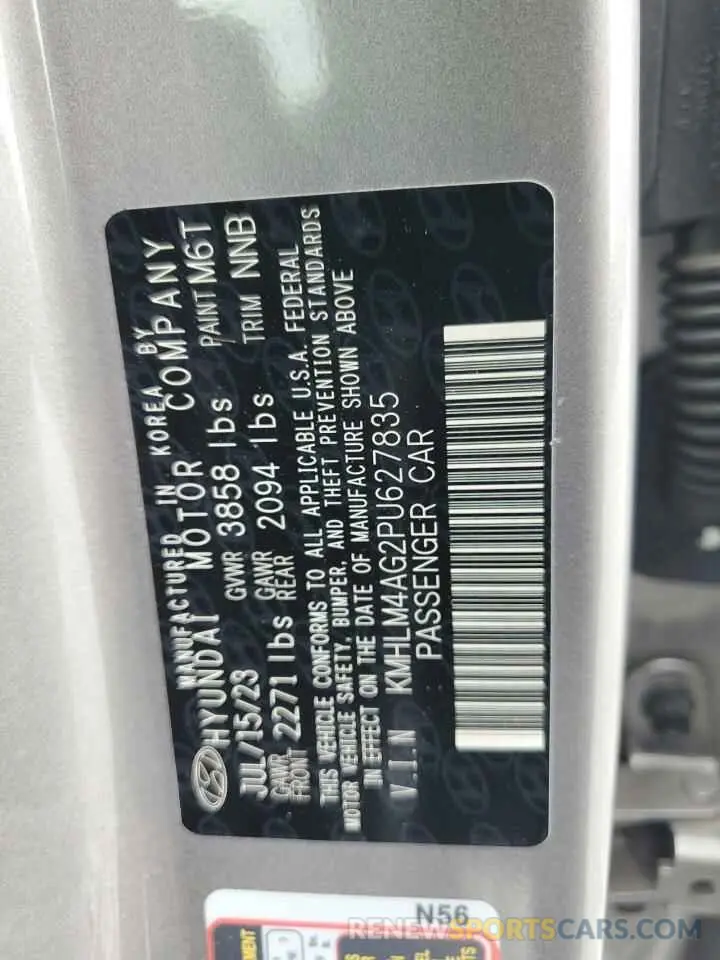 MANUFACTURED IN KOREA BY
HYUNDAI MOTOR COMPANY
JUL/15/23 GVWR 3858 lbs PAINT M6T
GAWR FRONT 2271 lbs GAWR REAR 2094 lbs TRIM NNB
THIS VEHICLE CONFORMS TO ALL APPLICABLE U.S.A. FEDERAL
MOTOR VEHICLE SAFETY, BUMPER, AND THEFT PREVENTION STANDARDS
IN EFFECT ON THE DATE OF MANUFACTURE SHOWN ABOVE
V.I.N KMHLM4AG2PU627835
PASSENGER CAR
N56
RENEWSPORTSCARS.COM